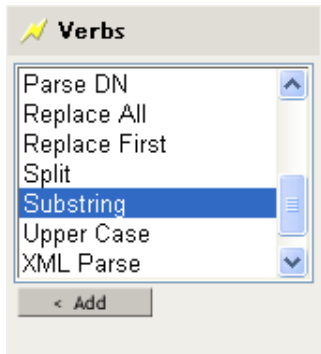 Verbs
Parse DN
Replace All
Replace First
Split
Substring
Upper Case
XML Parse
< Add